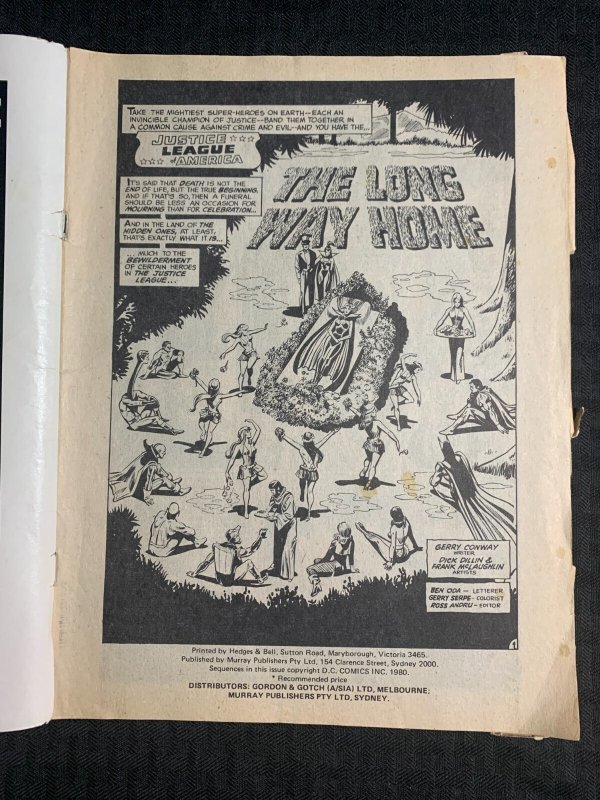 TAKE THE MIGHTIEST SUPER-HEROES ON EARTH--EACH AN
INVINCIBLE CHAMPION OF JUSTICE--BAND THEM TOGETHER IN
A COMMON CAUSE AGAINST CRIME AND EVIL--AND YOU HAVE THE...
JUSTICE
LEAGUE
OF AMERICA
IT'S SAID THAT DEATH IS NOT THE
END OF LIFE, BUT THE TRUE BEGINNING,
AND IF THAT'S SO, THEN A FUNERAL
SHOULD BE LESS AN OCCASION FOR
MOURNING THAN FOR CELEBRATION...
AND IN THE LAND OF THE
HIDDEN ONES, AT LEAST,
THAT'S EXACTLY WHAT IT IS...
...MUCH TO THE
BEWILDERMENT
OF CERTAIN HEROES
IN THE JUSTICE
LEAGUE...
THE LONG
WAY HOME
GERRY CONWAY
WRITER
DICK DILLIN &
FRANK McLAUGHLIN
ARTISTS
BEN ODA - LETTERER
GERRY SERPE - COLORIST
ROSS ANDRU - EDITOR
1
Printed by Hedges & Bell, Sutton Road, Maryborough, Victoria 3465.
Published by Murray Publishers Pty Ltd, 154 Clarence Street, Sydney 2000.
Sequences in this issue copyright D.C. COMICS INC. 1980.
* Recommended price
DISTRIBUTORS: GORDON & GOTCH (A/SIA) LTD, MELBOURNE;
MURRAY PUBLISHERS PTY LTD, SYDNEY.